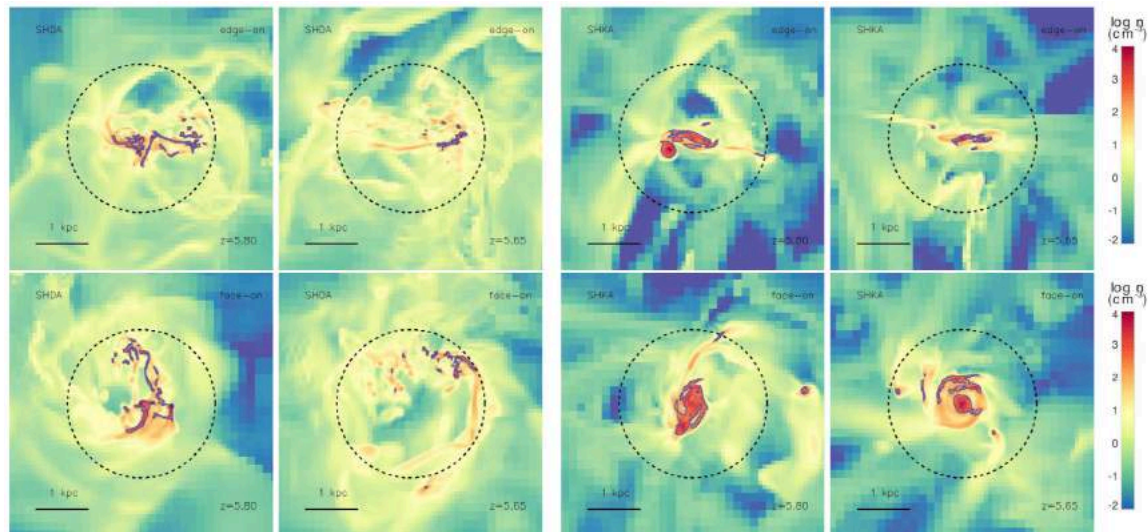 SHDA edge-on
SHDA edge-on
SHKA edge-on
SHKA edge-on
log n
(cm⁻³)
4
3
2
1
0
-1
-2
1 kpc z=5.80
1 kpc z=5.65
1 kpc z=5.80
1 kpc z=5.65
SHDA face-on
SHDA face-on
SHKA face-on
SHKA face-on
log n
(cm⁻³)
4
3
2
1
0
-1
-2
1 kpc z=5.80
1 kpc z=5.65
1 kpc z=5.80
1 kpc z=5.65